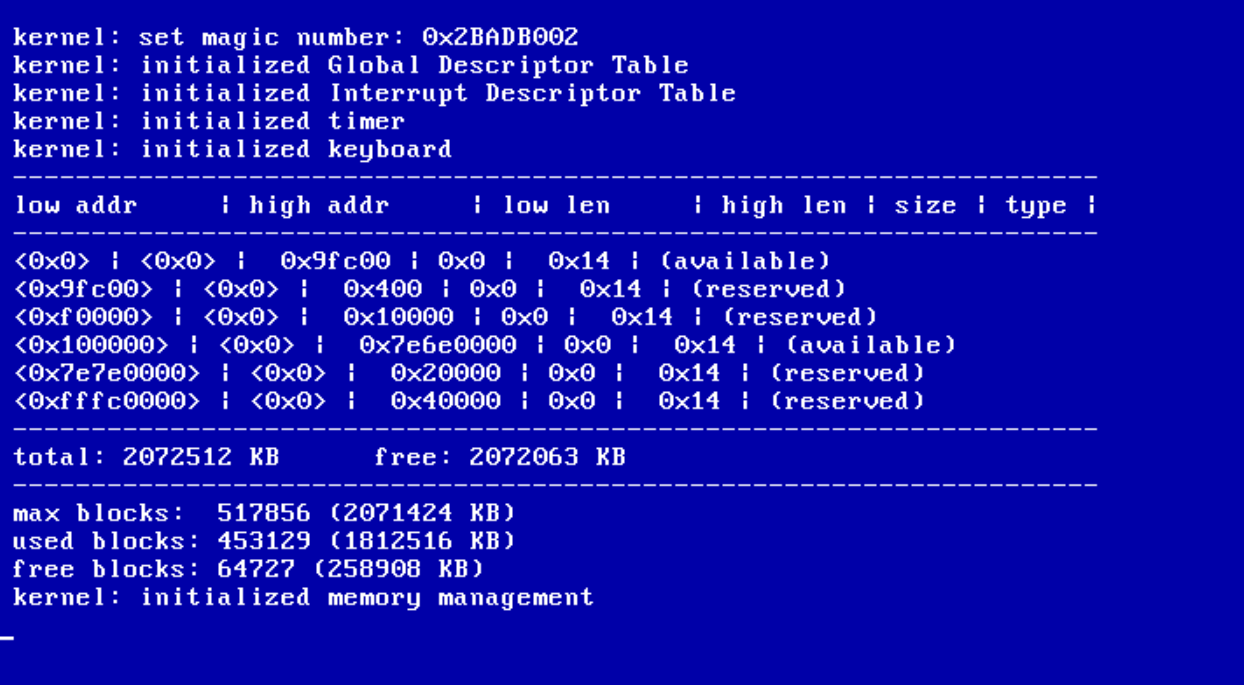 kernel: set magic number: 0x2BADB002
kernel: initialized Global Descriptor Table
kernel: initialized Interrupt Descriptor Table
kernel: initialized timer
kernel: initialized keyboard
---------------------------------------------------------------------
low addr     | high addr     | low len     | high len | size | type |
---------------------------------------------------------------------
<0x0> | <0x0> |  0x9fc00 | 0x0 |  0x14 | (available)
<0x9fc00> | <0x0> |  0x400 | 0x0 |  0x14 | (reserved)
<0xf0000> | <0x0> |  0x10000 | 0x0 |  0x14 | (reserved)
<0x100000> | <0x0> |  0x7e6e0000 | 0x0 |  0x14 | (available)
<0x7e7e0000> | <0x0> |  0x20000 | 0x0 |  0x14 | (reserved)
<0xfffc0000> | <0x0> |  0x40000 | 0x0 |  0x14 | (reserved)
---------------------------------------------------------------------
total: 2072512 KB      free: 2072063 KB
---------------------------------------------------------------------
max blocks:  517856 (2071424 KB)
used blocks: 453129 (1812516 KB)
free blocks: 64727 (258908 KB)
kernel: initialized memory management